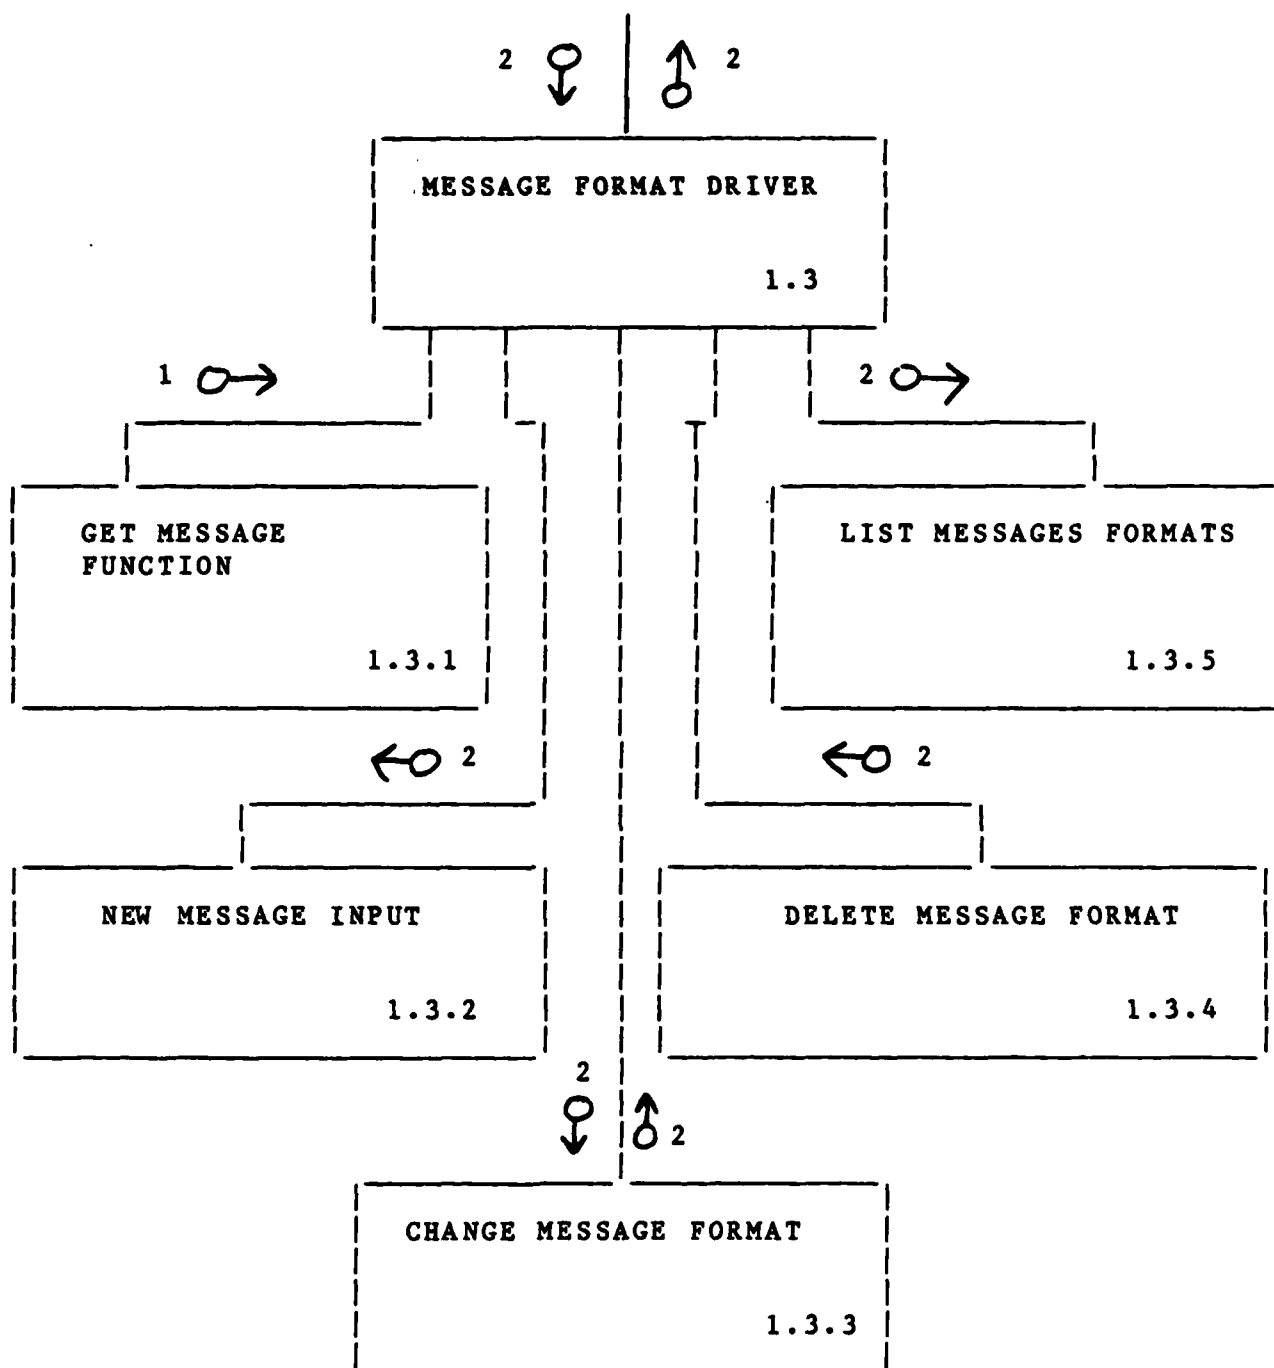 2 2
MESSAGE FORMAT DRIVER
1.3
1 2
GET MESSAGE
FUNCTION
1.3.1
LIST MESSAGES FORMATS
1.3.5
2 2
NEW MESSAGE INPUT
1.3.2
DELETE MESSAGE FORMAT
1.3.4
2
2
CHANGE MESSAGE FORMAT
1.3.3